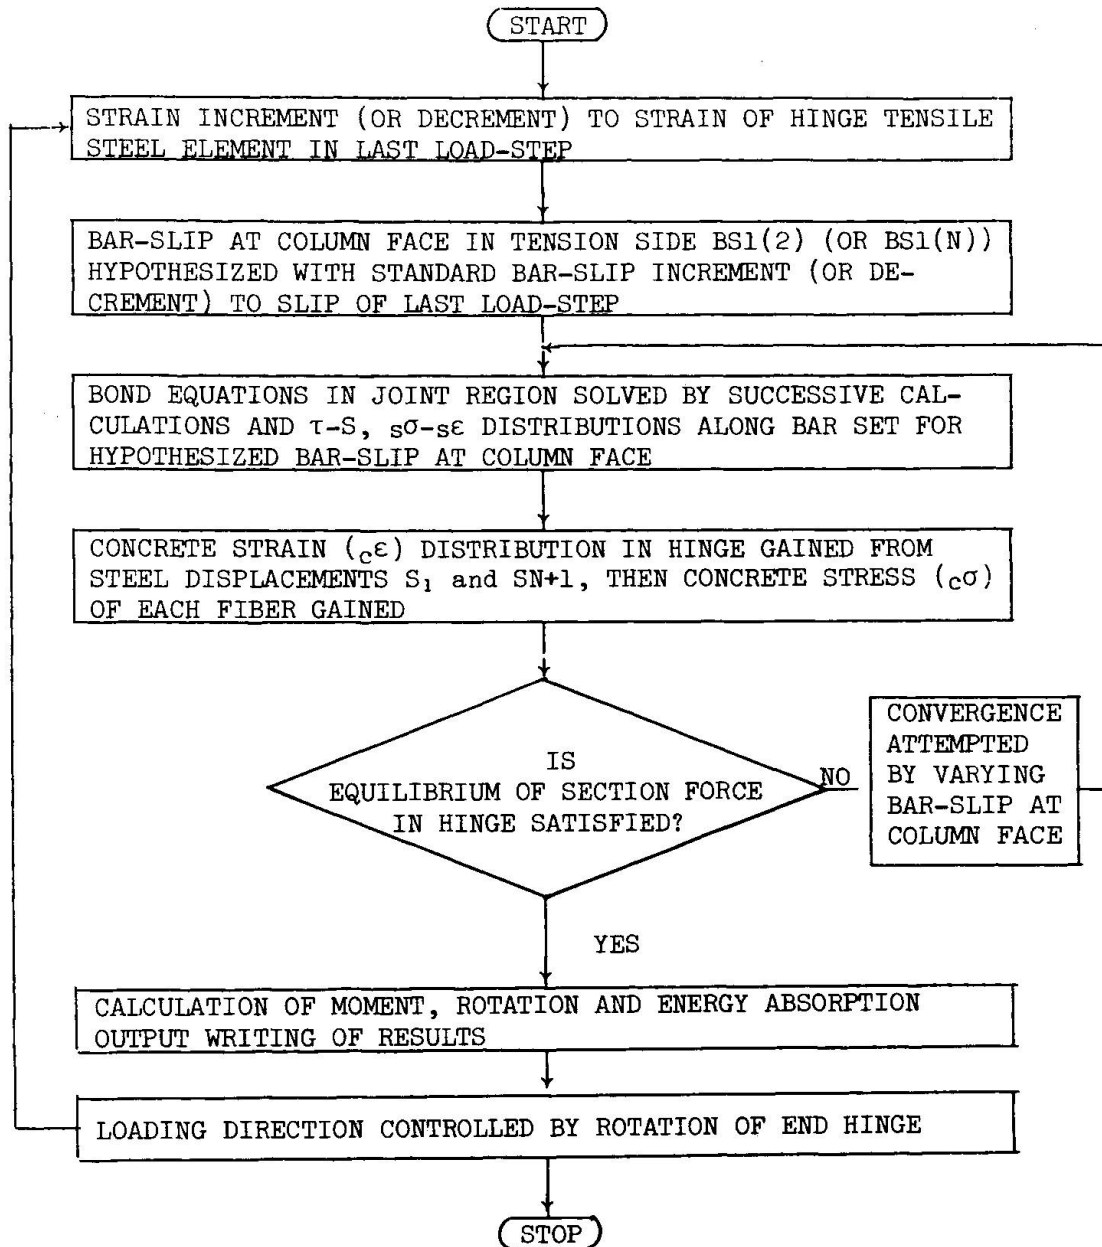 START
STRAIN INCREMENT (OR DECREMENT) TO STRAIN OF HINGE TENSILE
STEEL ELEMENT IN LAST LOAD-STEP
BAR-SLIP AT COLUMN FACE IN TENSION SIDE BS1(2) (OR BS1(N))
HYPOTHESIZED WITH STANDARD BAR-SLIP INCREMENT (OR DE-
CREMENT) TO SLIP OF LAST LOAD-STEP
BOND EQUATIONS IN JOINT REGION SOLVED BY SUCCESSIVE CAL-
CULATIONS AND τ-S, sσ-sε DISTRIBUTIONS ALONG BAR SET FOR
HYPOTHESIZED BAR-SLIP AT COLUMN FACE
CONCRETE STRAIN (cε) DISTRIBUTION IN HINGE GAINED FROM
STEEL DISPLACEMENTS S₁ and SN+1, THEN CONCRETE STRESS (cσ)
OF EACH FIBER GAINED
IS
EQUILIBRIUM OF SECTION FORCE
IN HINGE SATISFIED?
NO
CONVERGENCE
ATTEMPTED
BY VARYING
BAR-SLIP AT
COLUMN FACE
YES
CALCULATION OF MOMENT, ROTATION AND ENERGY ABSORPTION
OUTPUT WRITING OF RESULTS
LOADING DIRECTION CONTROLLED BY ROTATION OF END HINGE
STOP